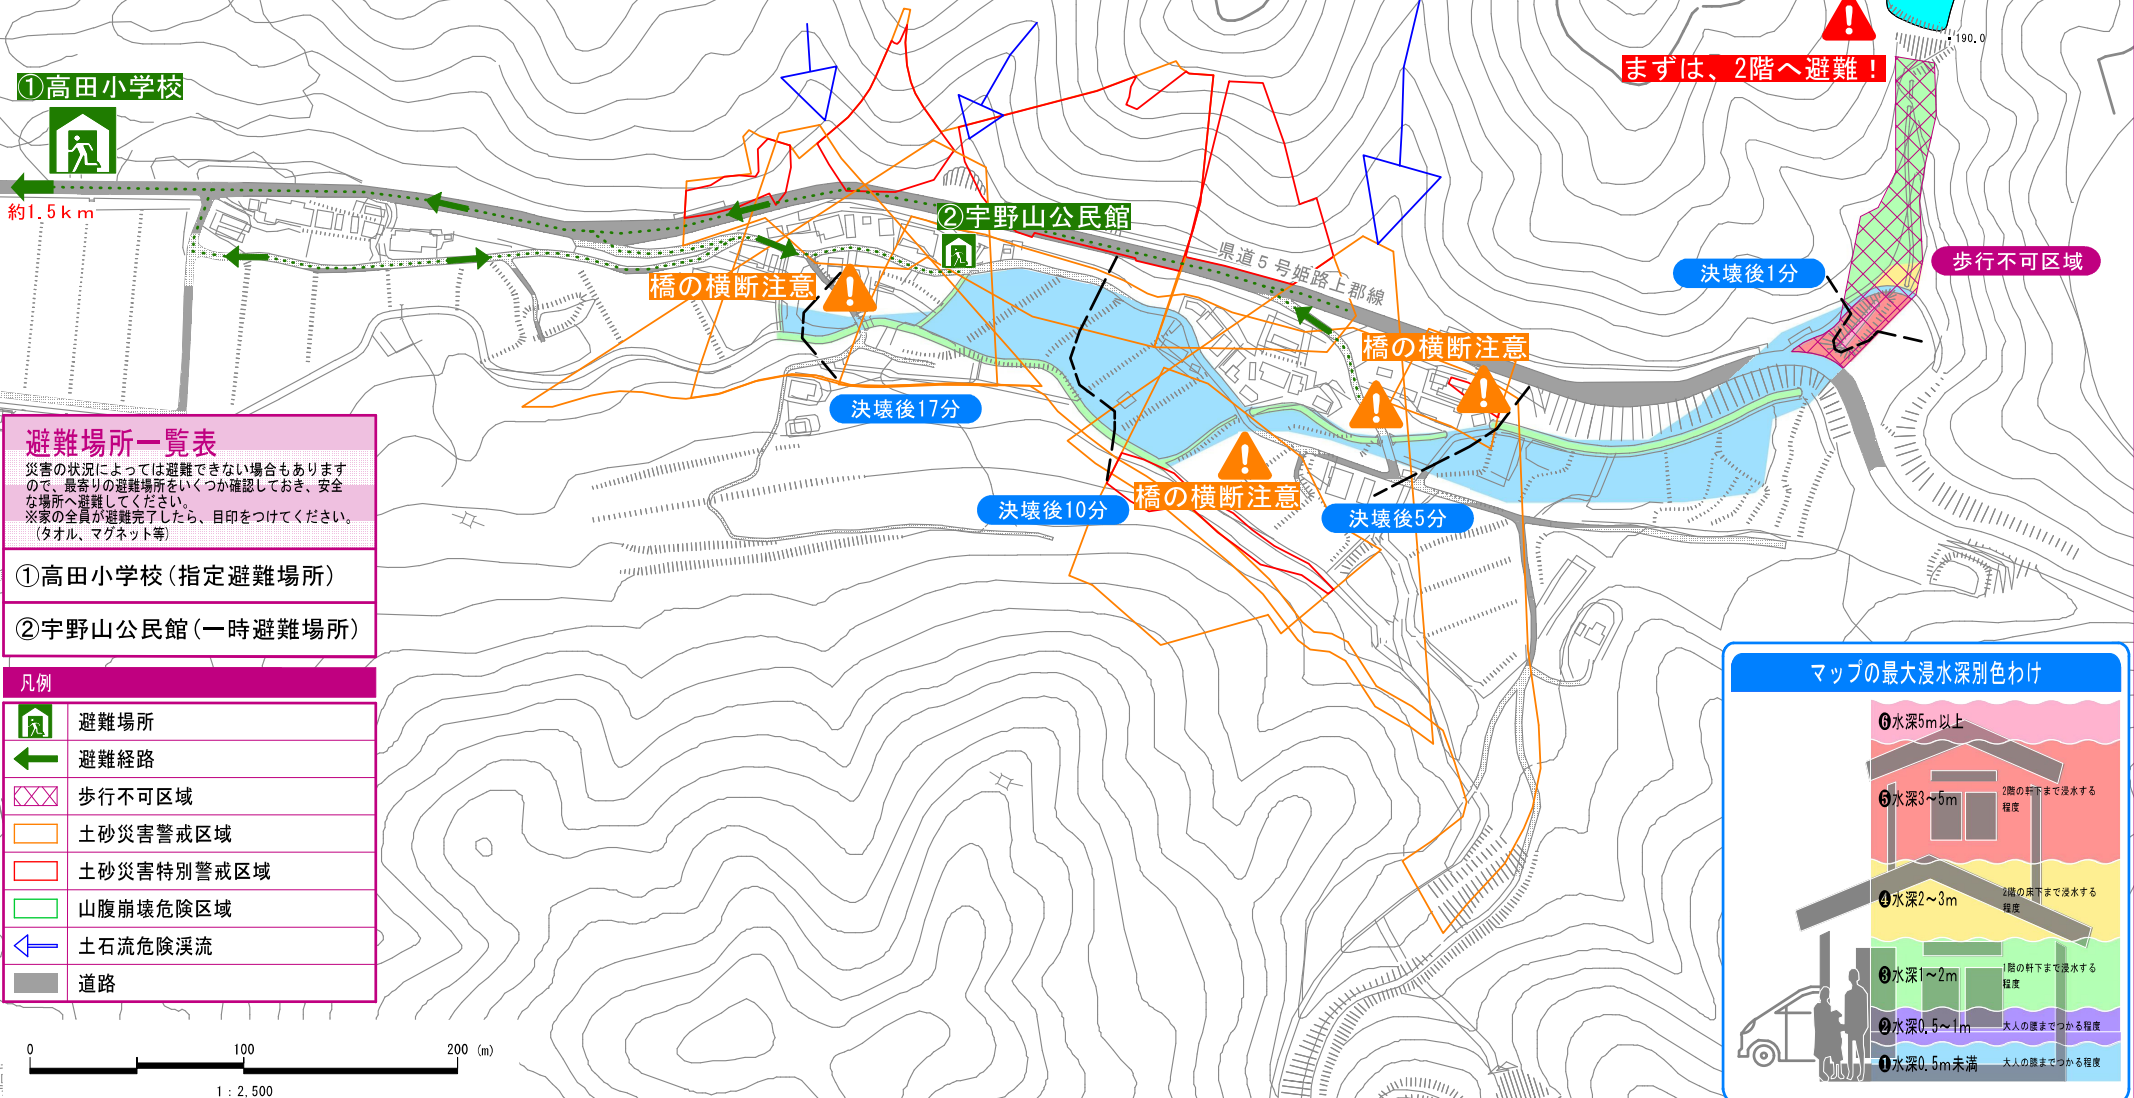 190.0
まずは、2階へ避難！
①高田小学校
約1.5km
②宇野山公民館
県道5号姫路上郡線
歩行不可区域
決壊後1分
橋の横断注意
橋の横断注意
決壊後17分
橋の横断注意
決壊後10分
決壊後5分
避難場所一覧表
災害の状況によっては避難できない場合もあります
ので、最寄りの避難場所をいくつか確認しておき、安全
な場所へ避難してください。
※家の全員が避難完了したら、目印をつけてください。
（タオル、マグネット等）
①高田小学校（指定避難場所）
②宇野山公民館（一時避難場所）
凡例
避難場所
避難経路
歩行不可区域
土砂災害警戒区域
土砂災害特別警戒区域
山腹崩壊危険区域
土石流危険渓流
道路
0 100 200 (m)
1：2,500
マップの最大浸水深別色わけ
❻水深5m以上
❺水深3～5m 2階の軒下まで浸水する
程度
❹水深2～3m 2階の床下まで浸水する
程度
❸水深1～2m 1階の軒下まで浸水する
程度
❷水深0.5～1m 大人の腰までつかる程度
❶水深0.5m未満 大人の膝までつかる程度